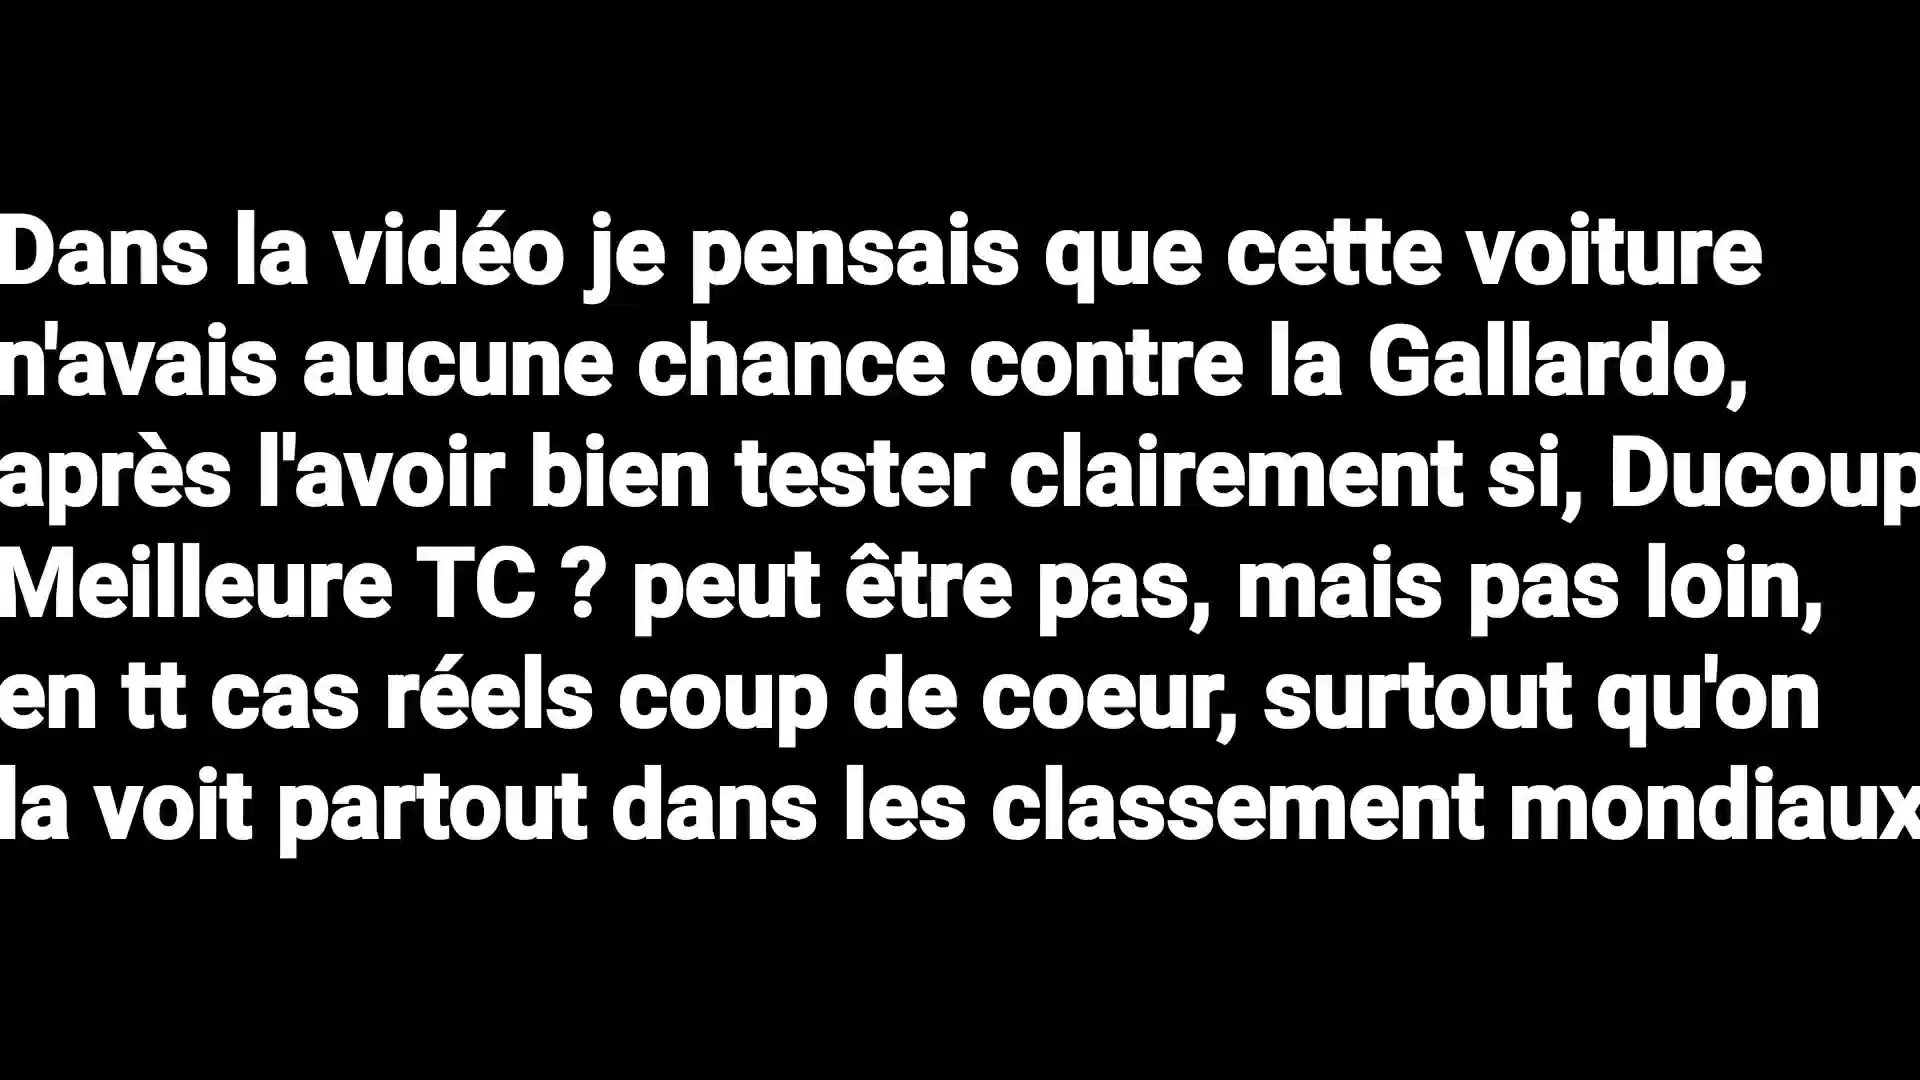 Dans la vidéo je pensais que cette voiture
n'avais aucune chance contre la Gallardo,
après l'avoir bien tester clairement si, Ducoup
Meilleure TC ? peut être pas, mais pas loin,
en tt cas réels coup de coeur, surtout qu'on
la voit partout dans les classement mondiaux